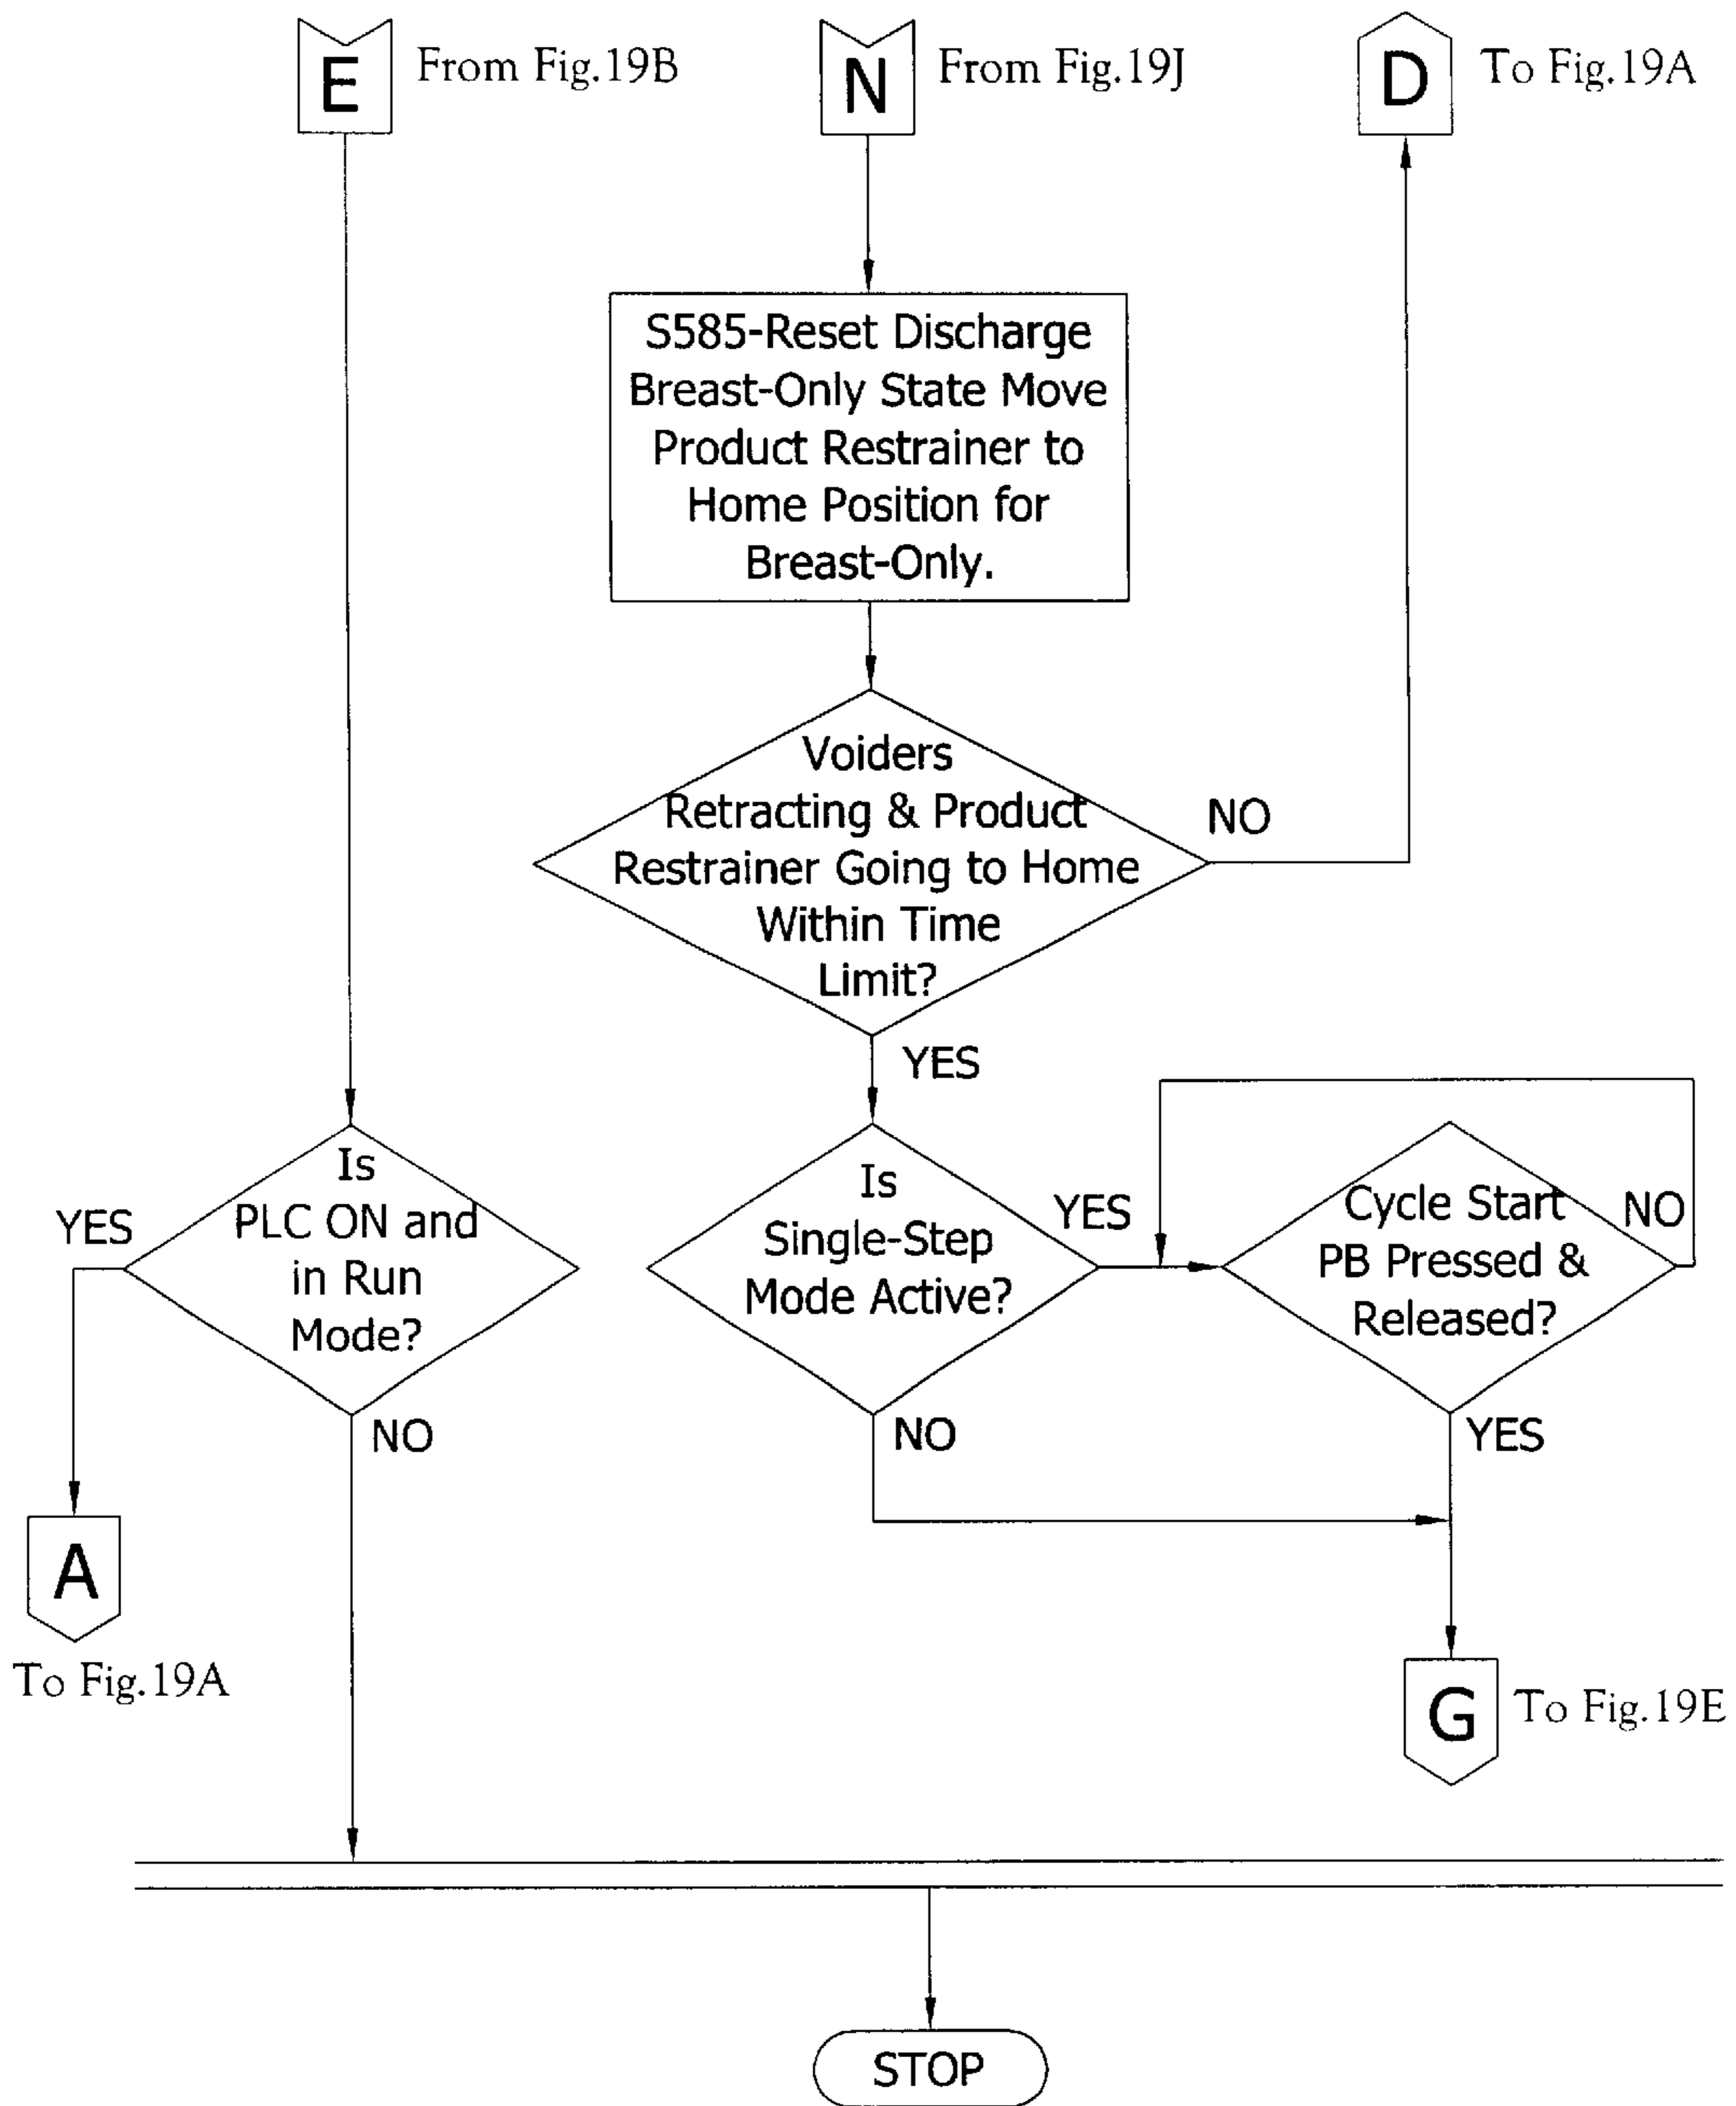 E
From Fig.19B
N
From Fig.19J
D
To Fig.19A
S585-Reset Discharge
Breast-Only State Move
Product Restrainer to
Home Position for
Breast-Only.
Voiders
Retracting & Product
Restrainer Going to Home
Within Time
Limit?
NO
YES
Is
PLC ON and
in Run
Mode?
YES
NO
Is
Single-Step
Mode Active?
YES
NO
Cycle Start
PB Pressed &
Released?
NO
YES
A
To Fig.19A
G
To Fig.19E
STOP